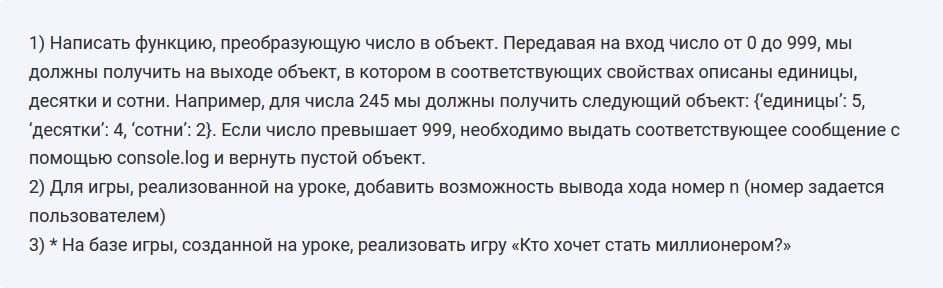 1) Написать функцию, преобразующую число в объект. Передавая на вход число от 0 до 999, мы
должны получить на выходе объект, в котором в соответствующих свойствах описаны единицы,
десятки и сотни. Например, для числа 245 мы должны получить следующий объект: {‘единицы’: 5,
‘десятки’: 4, ‘сотни’: 2}. Если число превышает 999, необходимо выдать соответствующее сообщение с
помощью console.log и вернуть пустой объект.
2) Для игры, реализованной на уроке, добавить возможность вывода хода номер n (номер задается
пользователем)
3) * На базе игры, созданной на уроке, реализовать игру «Кто хочет стать миллионером?»